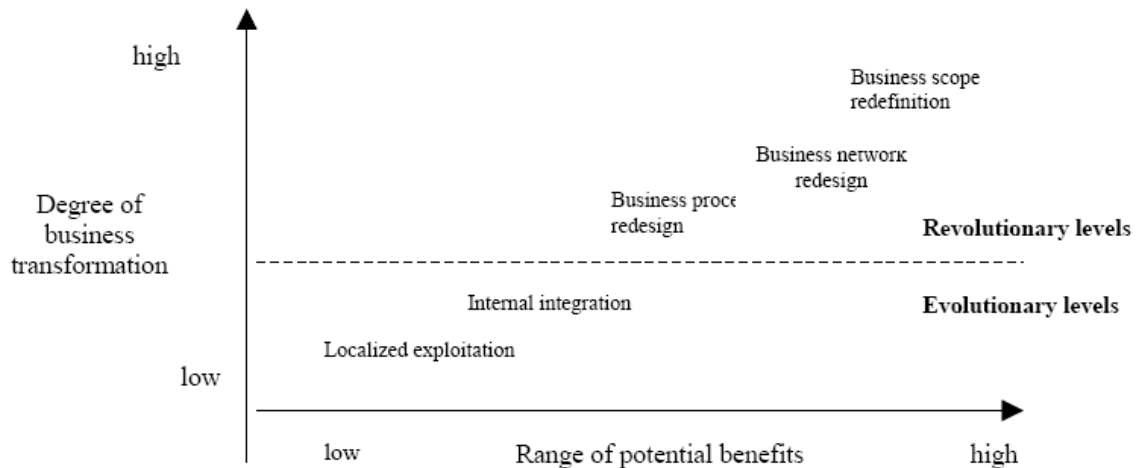 high
Business scope
redefinition
Business network
redesign
Degree of
business
transformation
Business proce
redesign
Revolutionary levels
Internal integration
Evolutionary levels
Localized exploitation
low
low
Range of potential benefits
high